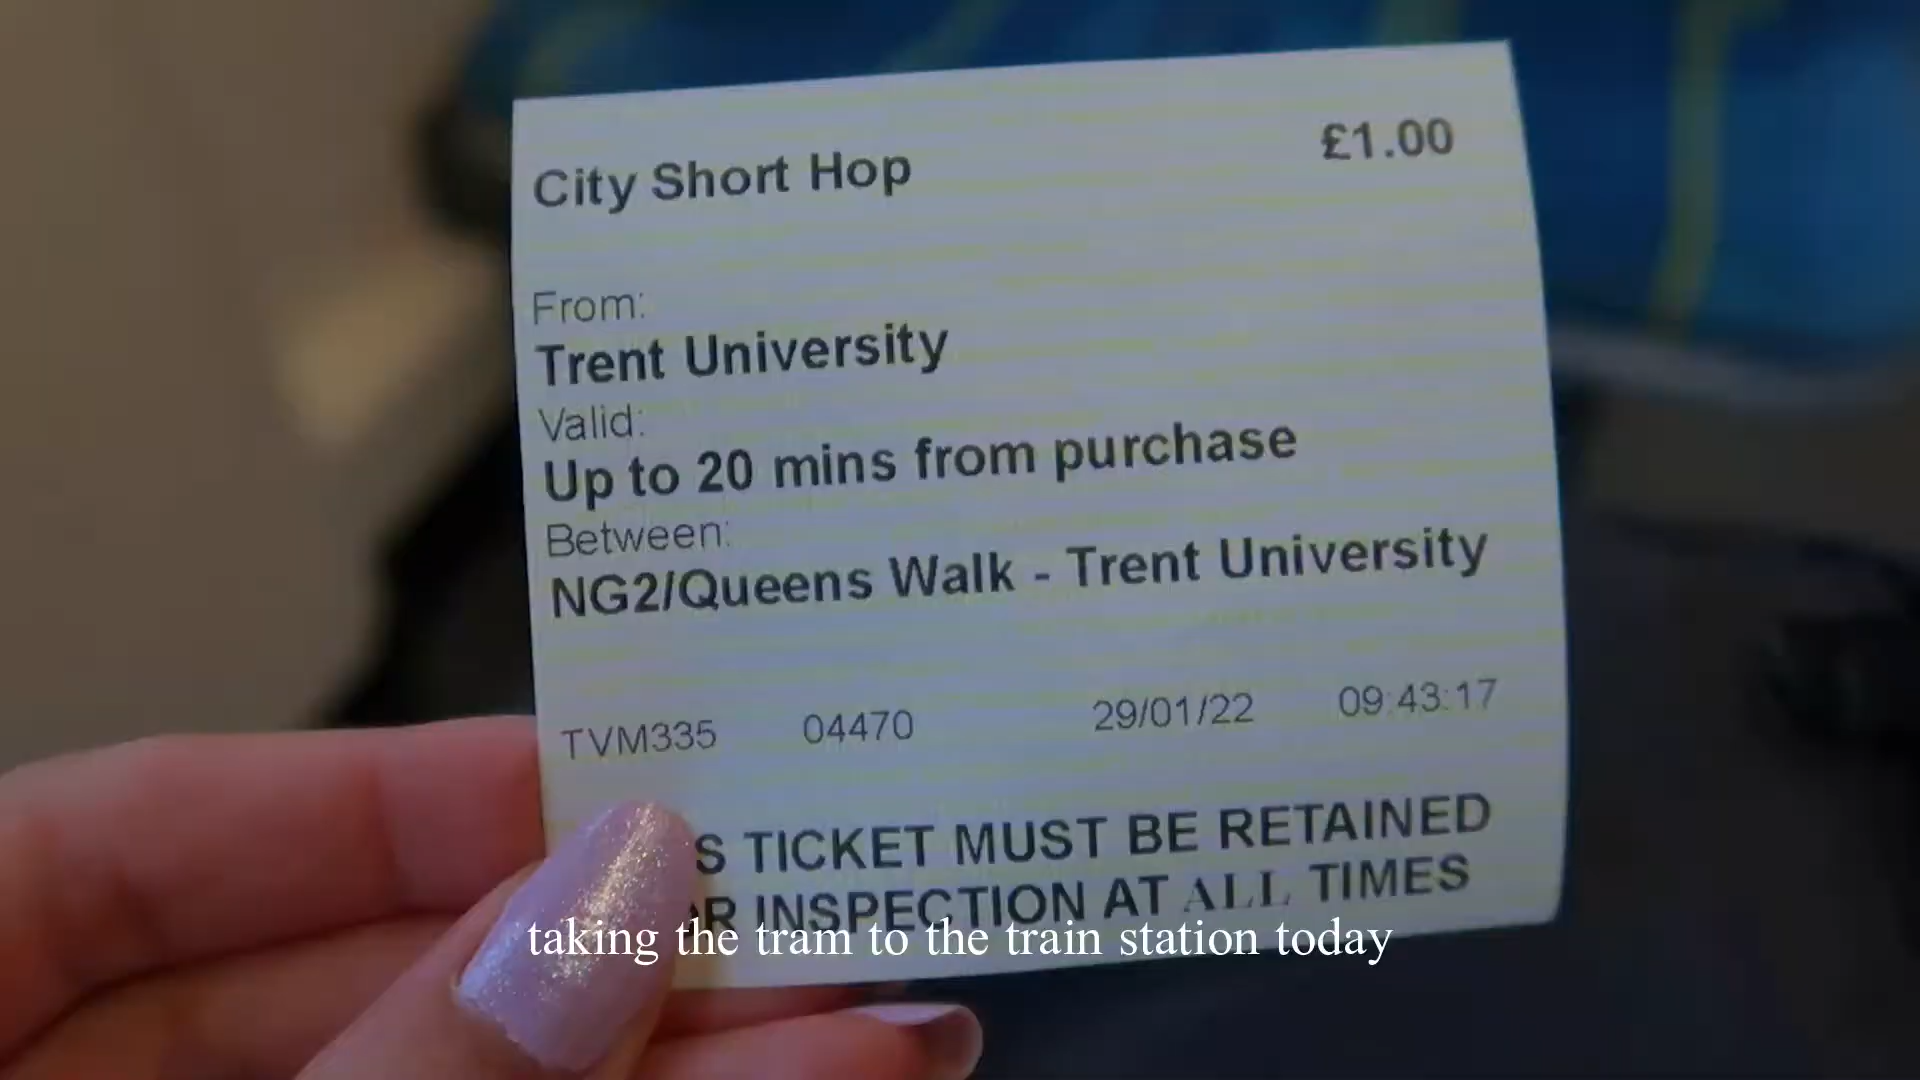 City Short Hop £1.00
From:
Trent University
Valid:
Up to 20 mins from purchase
Between:
NG2/Queens Walk - Trent University
TVM335 04470 29/01/22 09:43:17
S TICKET MUST BE RETAINED
R INSPECTION AT ALL TIMES
taking the tram to the train station today